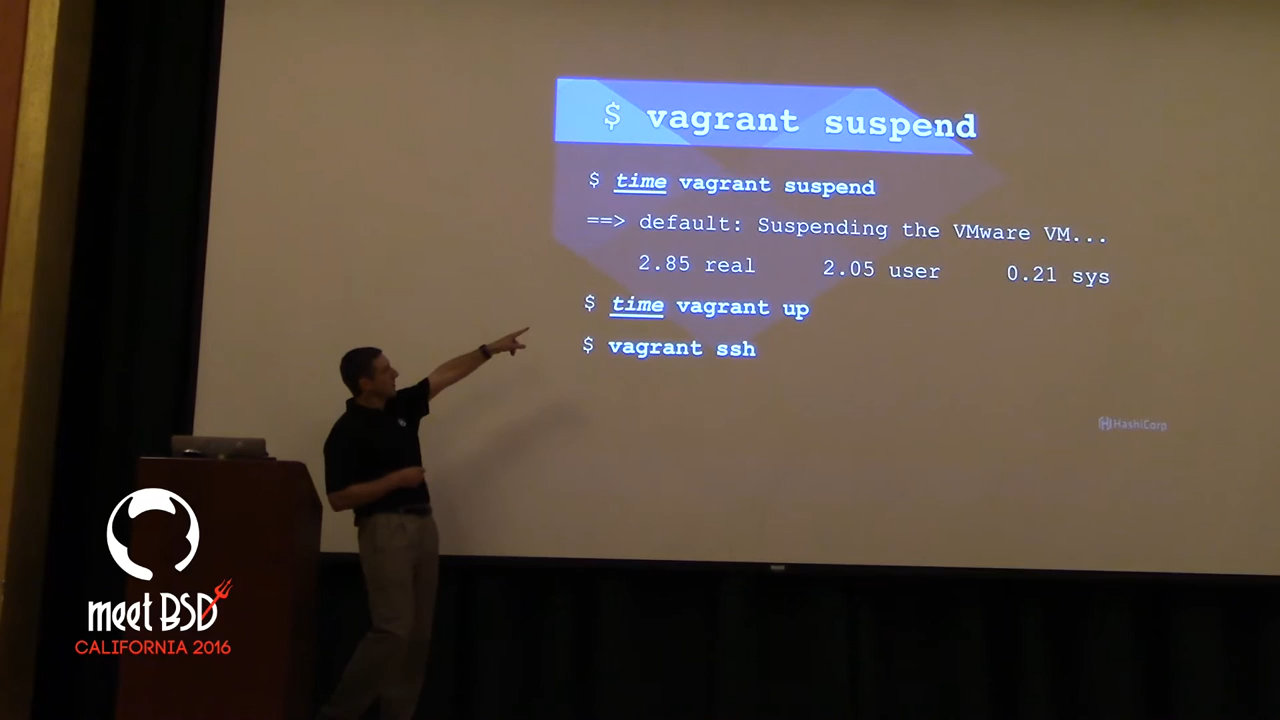 $ vagrant suspend
$ time vagrant suspend
==> default: Suspending the VMware VM...
2.85 real 2.05 user 0.21 sys
$ time vagrant up
$ vagrant ssh
HashiCorp
meet BSD
CALIFORNIA 2016